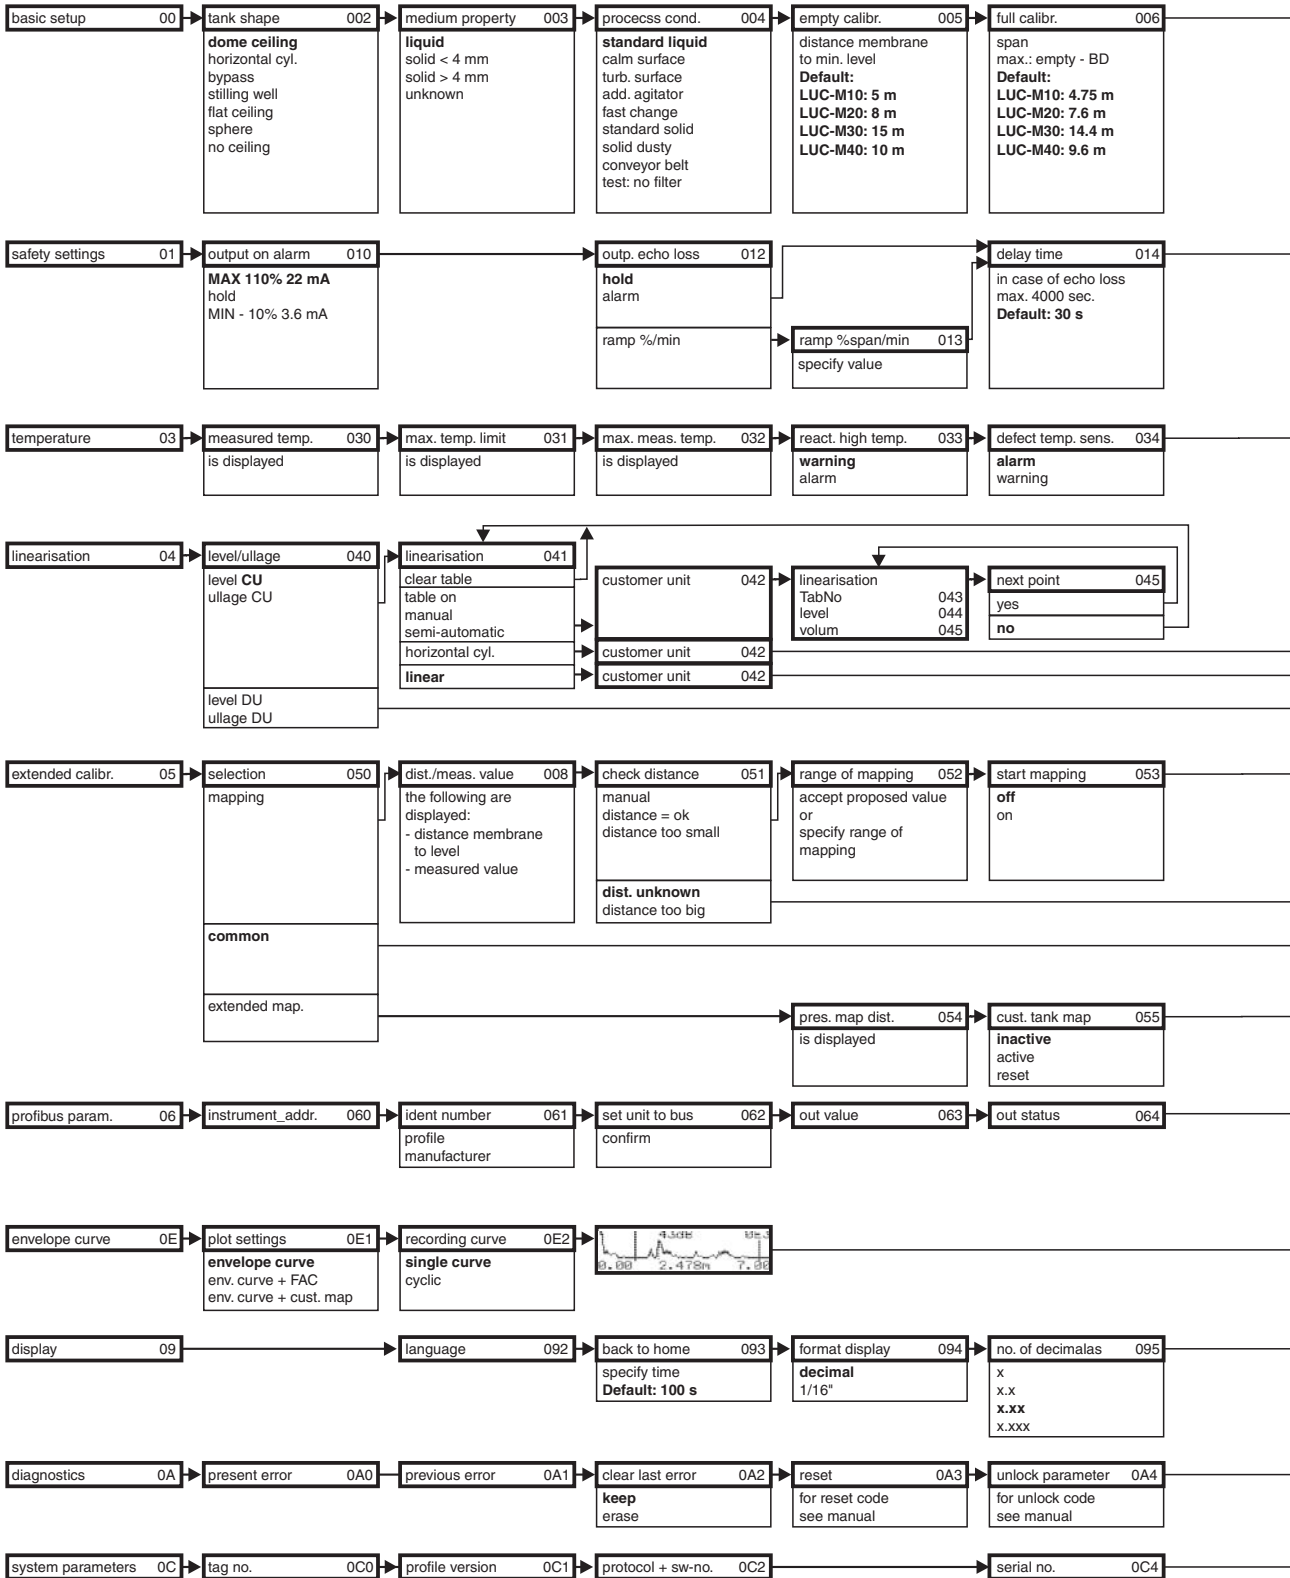 basic setup 00
tank shape 002
dome ceiling
horizontal cyl.
bypass
stilling well
flat ceiling
sphere
no ceiling
medium property 003
liquid
solid < 4 mm
solid > 4 mm
unknown
procecss cond. 004
standard liquid
calm surface
turb. surface
add. agitator
fast change
standard solid
solid dusty
conveyor belt
test: no filter
empty calibr. 005
distance membrane
to min. level
Default:
LUC-M10: 5 m
LUC-M20: 8 m
LUC-M30: 15 m
LUC-M40: 10 m
full calibr. 006
span
max.: empty - BD
Default:
LUC-M10: 4.75 m
LUC-M20: 7.6 m
LUC-M30: 14.4 m
LUC-M40: 9.6 m
safety settings 01
output on alarm 010
MAX 110% 22 mA
hold
MIN - 10% 3.6 mA
outp. echo loss 012
hold
alarm
ramp %/min
ramp %span/min 013
specify value
delay time 014
in case of echo loss
max. 4000 sec.
Default: 30 s
temperature 03
measured temp. 030
is displayed
max. temp. limit 031
is displayed
max. meas. temp. 032
is displayed
react. high temp. 033
warning
alarm
defect temp. sens. 034
alarm
warning
linearisation 04
level/ullage 040
level CU
ullage CU
level DU
ullage DU
linearisation 041
clear table
table on
manual
semi-automatic
horizontal cyl.
linear
customer unit 042
customer unit 042
customer unit 042
linearisation
TabNo 043
level 044
volum 045
next point 045
yes
no
extended calibr. 05
selection 050
mapping
common
extended map.
dist./meas. value 008
the following are
displayed:
- distance membrane
to level
- measured value
check distance 051
manual
distance = ok
distance too small
dist. unknown
distance too big
range of mapping 052
accept proposed value
or
specify range of
mapping
start mapping 053
off
on
pres. map dist. 054
is displayed
cust. tank map 055
inactive
active
reset
profibus param. 06
instrument_addr. 060
ident number 061
profile
manufacturer
set unit to bus 062
confirm
out value 063
out status 064
envelope curve 0E
plot settings 0E1
envelope curve
env. curve + FAC
env. curve + cust. map
recording curve 0E2
single curve
cyclic
43dB 0E3
0.00 2.478m 7.00
display 09
language 092
back to home 093
specify time
Default: 100 s
format display 094
decimal
1/16"
no. of decimalas 095
x
x.x
x.xx
x.xxx
diagnostics 0A
present error 0A0
previous error 0A1
clear last error 0A2
keep
erase
reset 0A3
for reset code
see manual
unlock parameter 0A4
for unlock code
see manual
system parameters 0C
tag no. 0C0
profile version 0C1
protocol + sw-no. 0C2
serial no. 0C4